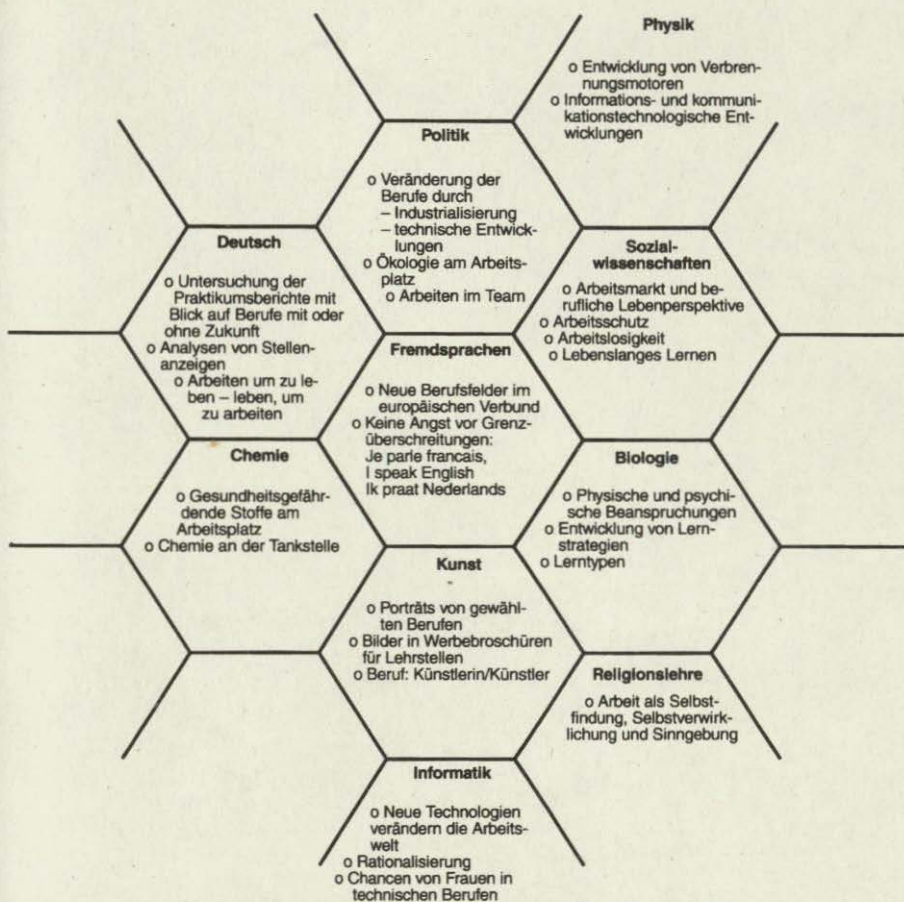 Physik
o Entwicklung von Verbren-
nungsmotoren
o Informations- und kommuni-
kationstechnologische Ent-
wicklungen
Politik
o Veränderung der
Berufe durch
– Industrialisierung
– technische Entwick-
lungen
o Ökologie am Arbeits-
platz
o Arbeiten im Team
Deutsch
o Untersuchung der
Praktikumsberichte mit
Blick auf Berufe mit oder
ohne Zukunft
o Analysen von Stellen-
anzeigen
o Arbeiten um zu le-
ben – leben, um
zu arbeiten
Sozial-
wissenschaften
o Arbeitsmarkt und be-
rufliche Lebenperspektive
o Arbeitsschutz
o Arbeitslosigkeit
o Lebenslanges Lernen
Fremdsprachen
o Neue Berufsfelder im
europäischen Verbund
o Keine Angst vor Grenz-
überschreitungen:
Je parle francais,
I speak English
Ik praat Nederlands
Chemie
o Gesundheitsgefähr-
dende Stoffe am
Arbeitsplatz
o Chemie an der Tankstelle
Biologie
o Physische und psychi-
sche Beanspruchungen
o Entwicklung von Lern-
strategien
o Lerntypen
Kunst
o Porträts von gewähl-
ten Berufen
o Bilder in Werbebroschüren
für Lehrstellen
o Beruf: Künstlerin/Künstler
Religionslehre
o Arbeit als Selbst-
findung, Selbstverwirk-
lichung und Sinngebung
Informatik
o Neue Technologien
verändern die Arbeits-
welt
o Rationalisierung
o Chancen von Frauen in
technischen Berufen